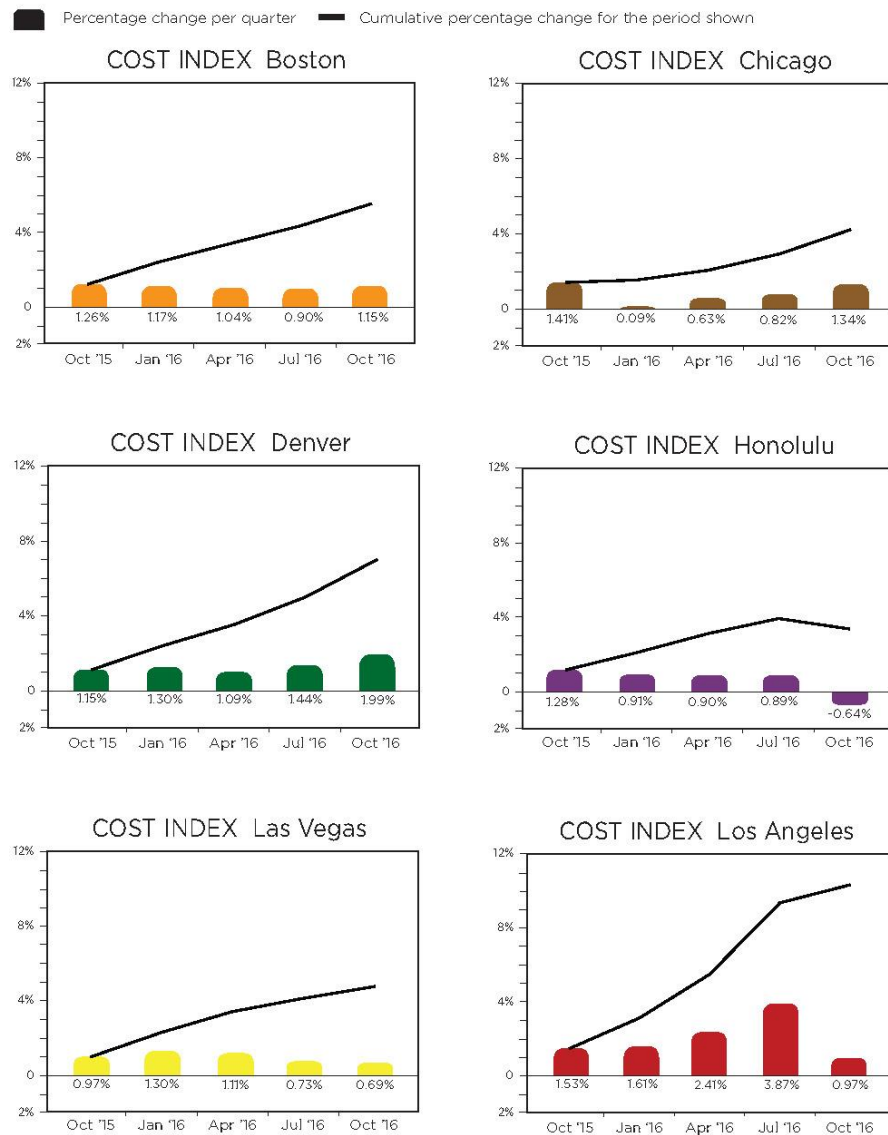 Percentage change per quarter Cumulative percentage change for the period shown
COST INDEX Boston
12%
8%
4%
0
2%
1.26% 1.17% 1.04% 0.90% 1.15%
Oct '15 Jan '16 Apr '16 Jul '16 Oct '16
COST INDEX Chicago
12%
8%
4%
0
2%
1.41% 0.09% 0.63% 0.82% 1.34%
Oct '15 Jan '16 Apr '16 Jul '16 Oct '16
COST INDEX Denver
12%
8%
4%
0
2%
1.15% 1.30% 1.09% 1.44% 1.99%
Oct '15 Jan '16 Apr '16 Jul '16 Oct '16
COST INDEX Honolulu
12%
8%
4%
0
2%
1.28% 0.91% 0.90% 0.89% -0.64%
Oct '15 Jan '16 Apr '16 Jul '16 Oct '16
COST INDEX Las Vegas
12%
8%
4%
0
2%
0.97% 1.30% 1.11% 0.73% 0.69%
Oct '15 Jan '16 Apr '16 Jul '16 Oct '16
COST INDEX Los Angeles
12%
8%
4%
0
2%
1.53% 1.61% 2.41% 3.87% 0.97%
Oct '15 Jan '16 Apr '16 Jul '16 Oct '16